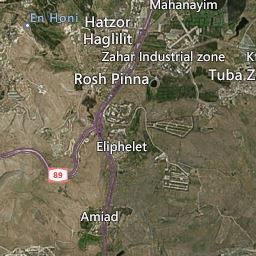 Mahanayim
En Honi
Hatzor
Haglilit
Zahar Industrial zone
Rosh Pinna
Tuba Z
Eliphelet
89
Amiad